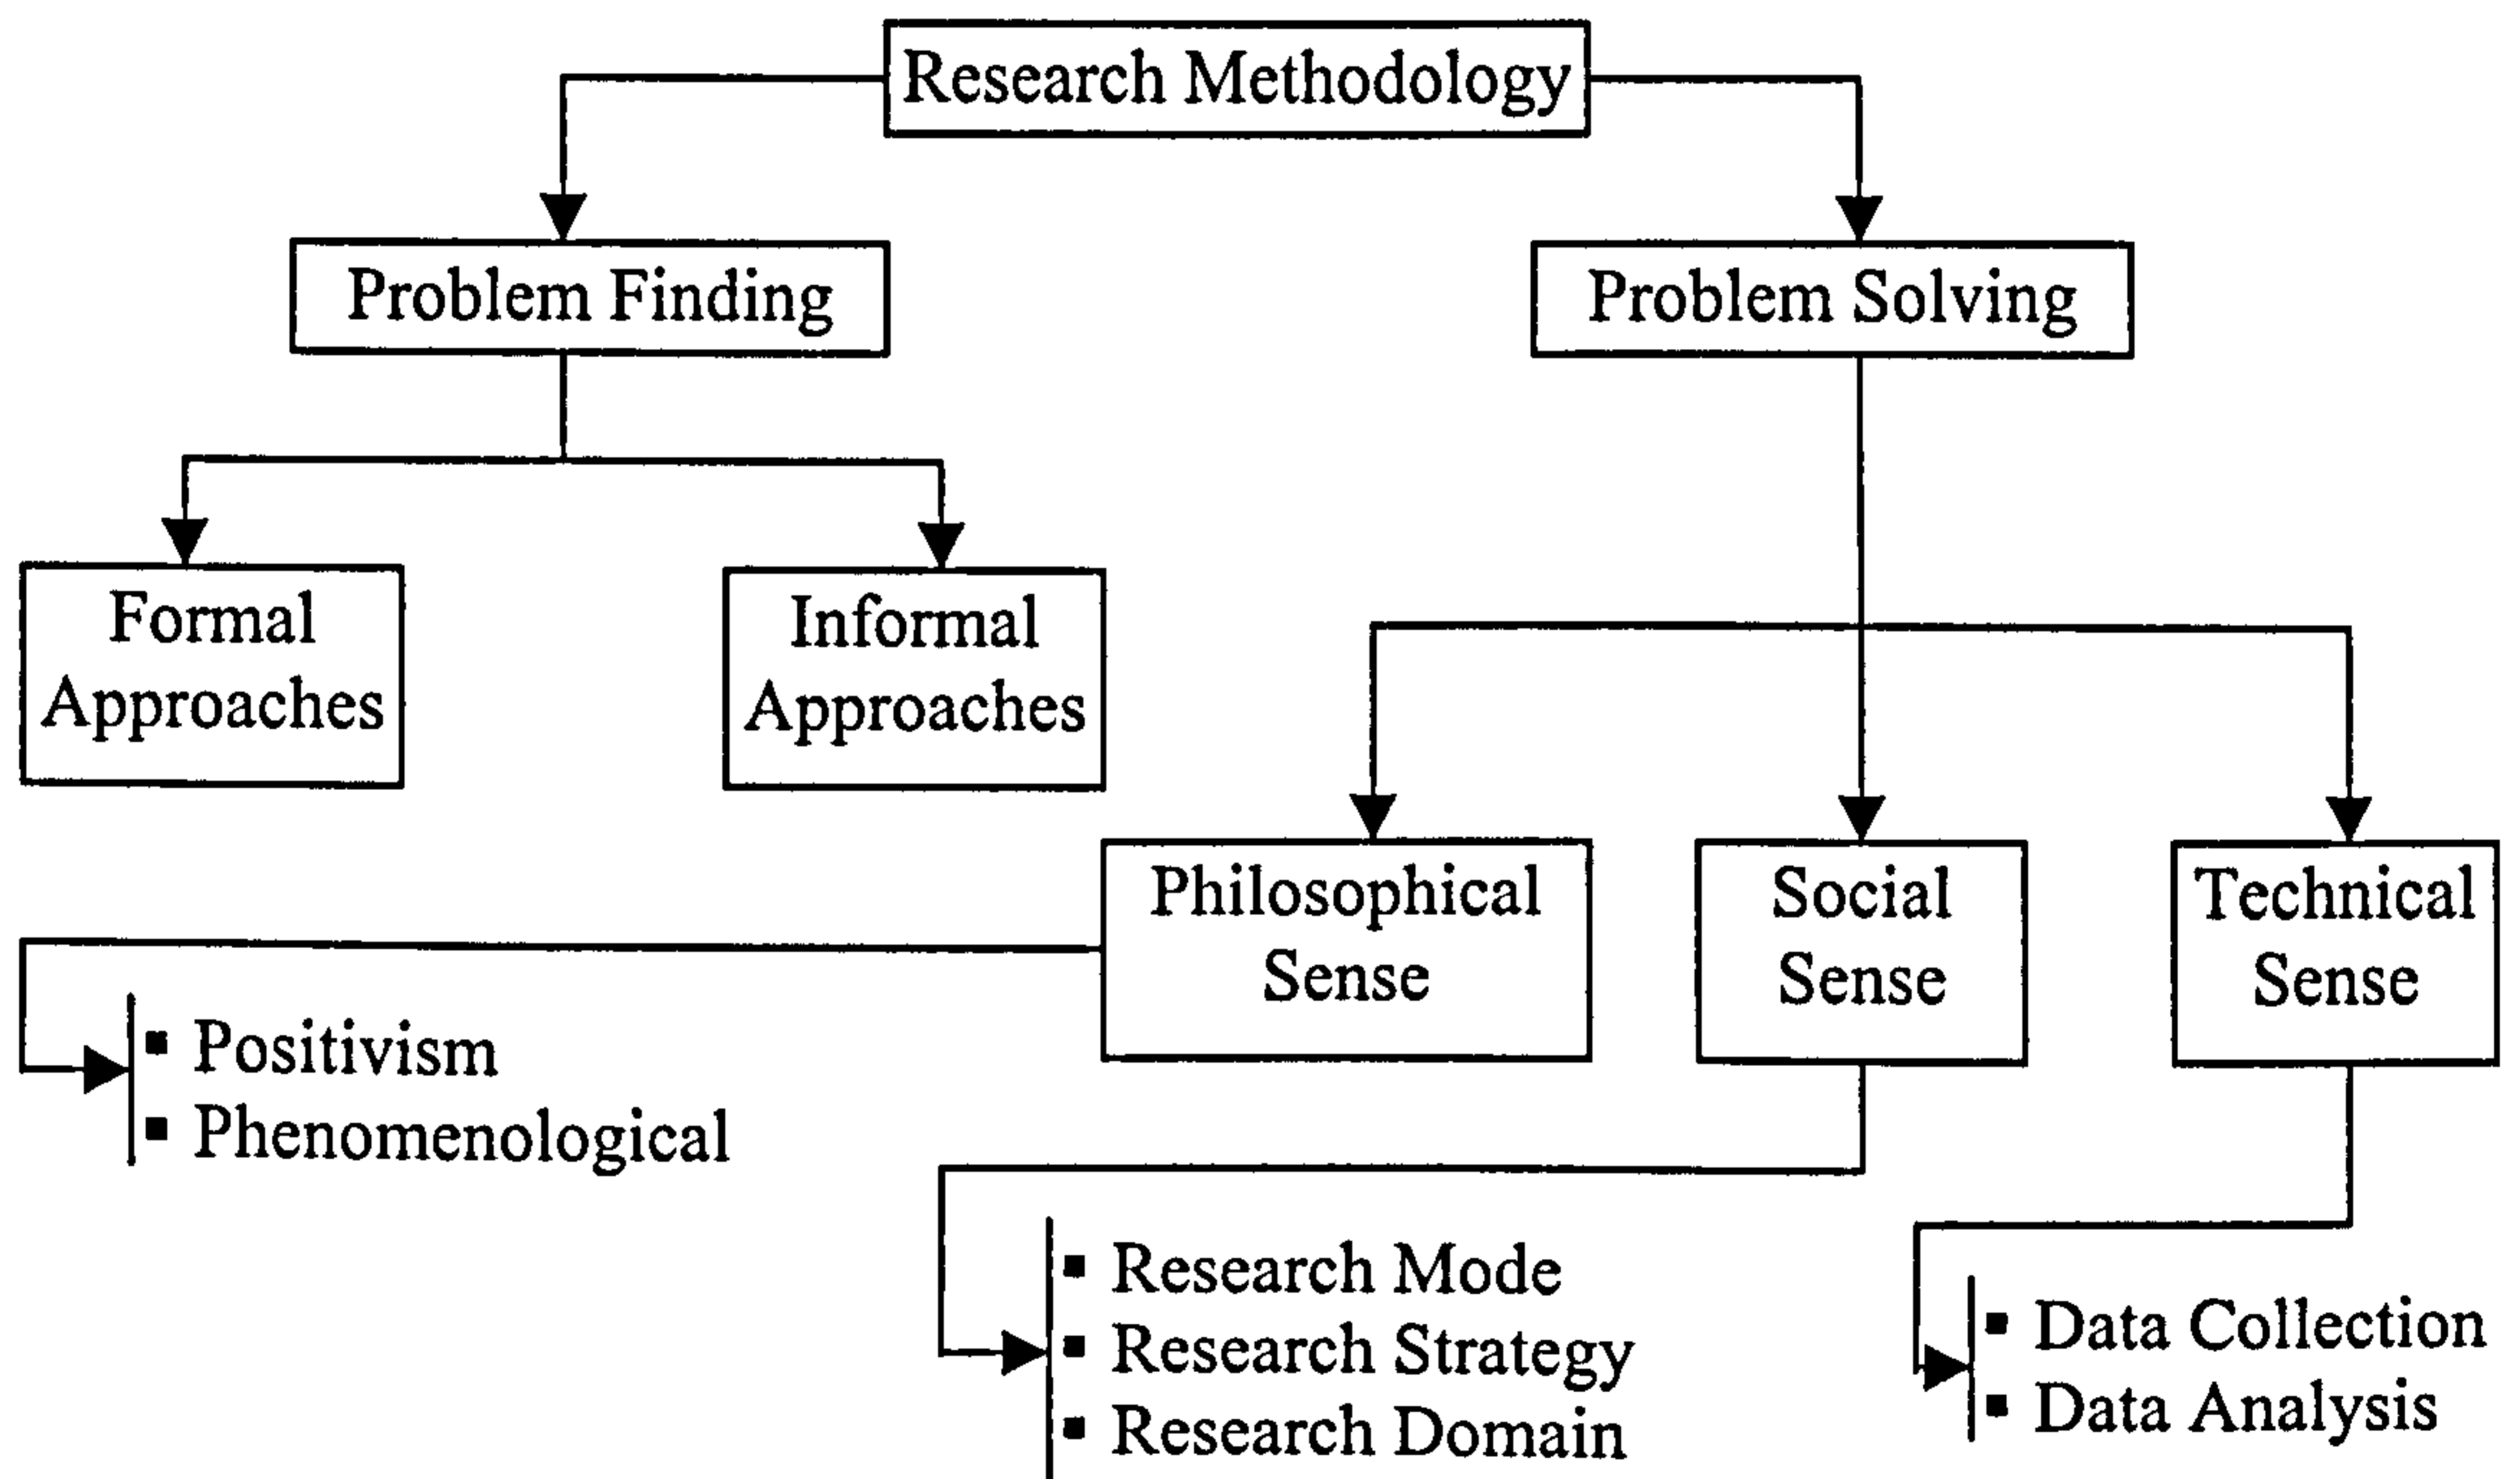 Research Methodology
Problem Finding
Problem Solving
Formal
Approaches
Informal
Approaches
Philosophical
Sense
Social
Sense
Technical
Sense
▪ Positivism
▪ Phenomenological
▪ Research Mode
▪ Research Strategy
▪ Research Domain
▪ Data Collection
▪ Data Analysis